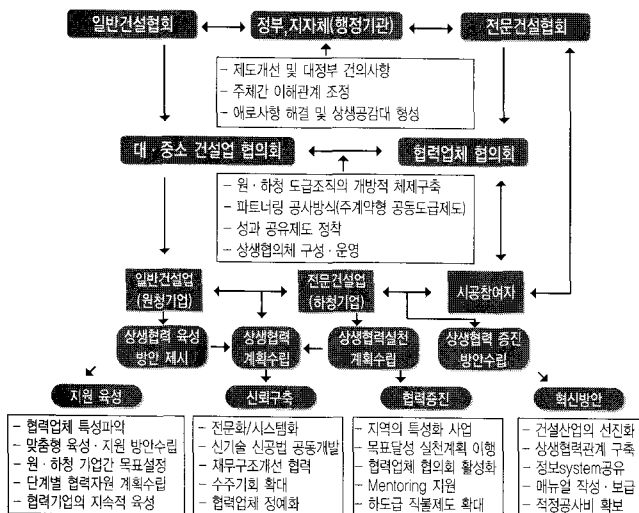 일반건설협회
정부,지자체(행정기관)
전문건설협회
- 제도개선 및 대정부 건의사항
- 주체간 이해관계 조정
- 애로사항 해결 및 상생공감대 형성
대, 중소 건설업 협의회
협력업체 협의회
- 원·하청 도급조직의 개방적 체제구축
- 파트너링 공사방식(주계약형 공동도급제도)
- 성과 공유제도 정착
- 상생협의체 구성·운영
일반건설업
(원청기업)
전문건설업
(하청기업)
시공참여자
상생협력 육성
방안 제시
상생협력
계획수립
상생협력실천
계획수립
상생협력 증진
방안수립
지원 육성
신뢰구축
협력증진
혁신방안
- 협력업체 특성파악
- 맞춤형 육성·지원 방안수립
- 원·하청 기업간 목표설정
- 단계별 협력자원 계획수립
- 협력기업의 지속적 육성
- 전문화/시스템화
- 신기술 신공법 공동개발
- 재무구조개선 협력
- 수주기회 확대
- 협력업체 정예화
- 지역의 특성화 사업
- 목표달성 실천계획 이행
- 협력업체 협의회 활성화
- Mentoring 지원
- 하도급 직불제도 확대
- 건설산업의 선진화
- 상생협력관계 구축
- 정보system공유
- 매뉴얼 작성·보급
- 적정공사비 확보